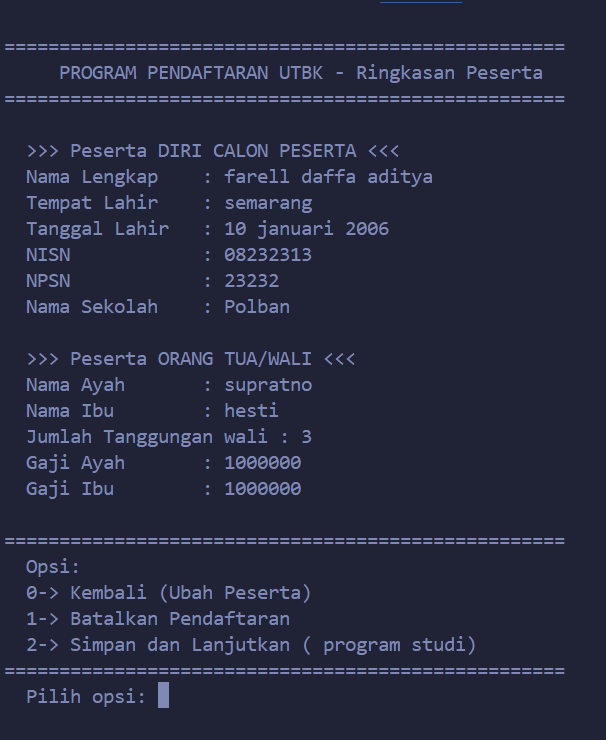 ==================================================
PROGRAM PENDAFTARAN UTBK - Ringkasan Peserta
==================================================
>>> Peserta DIRI CALON PESERTA <<<
Nama Lengkap    : farell daffa aditya
Tempat Lahir    : semarang
Tanggal Lahir   : 10 januari 2006
NISN            : 08232313
NPSN            : 23232
Nama Sekolah    : Polban
>>> Peserta ORANG TUA/WALI <<<
Nama Ayah       : supratno
Nama Ibu        : hesti
Jumlah Tanggungan wali : 3
Gaji Ayah       : 1000000
Gaji Ibu        : 1000000
==================================================
Opsi:
0-> Kembali (Ubah Peserta)
1-> Batalkan Pendaftaran
2-> Simpan dan Lanjutkan ( program studi)
==================================================
Pilih opsi: